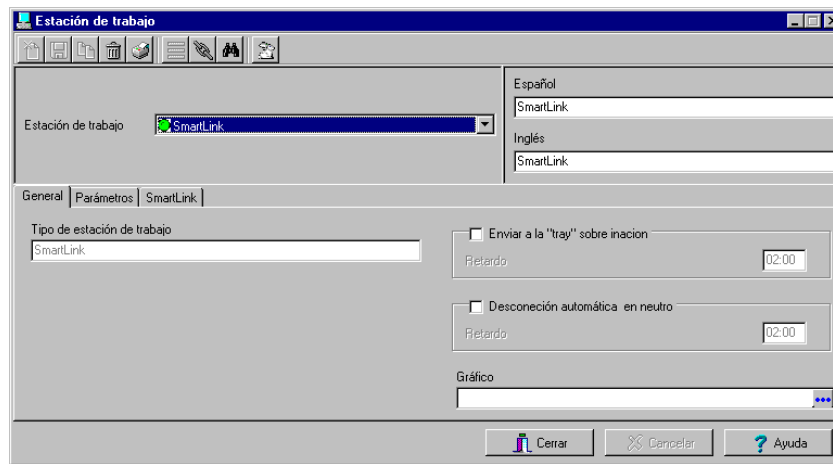 Estación de trabajo
Español
SmartLink
Estación de trabajo
SmartLink
Inglés
SmartLink
General
Parámetros
SmartLink
Tipo de estación de trabajo
SmartLink
Enviar a la "tray" sobre inacion
Retardo
02:00
Desconeción automática en neutro
Retardo
02:00
Gráfico
Cerrar
Cancelar
Ayuda